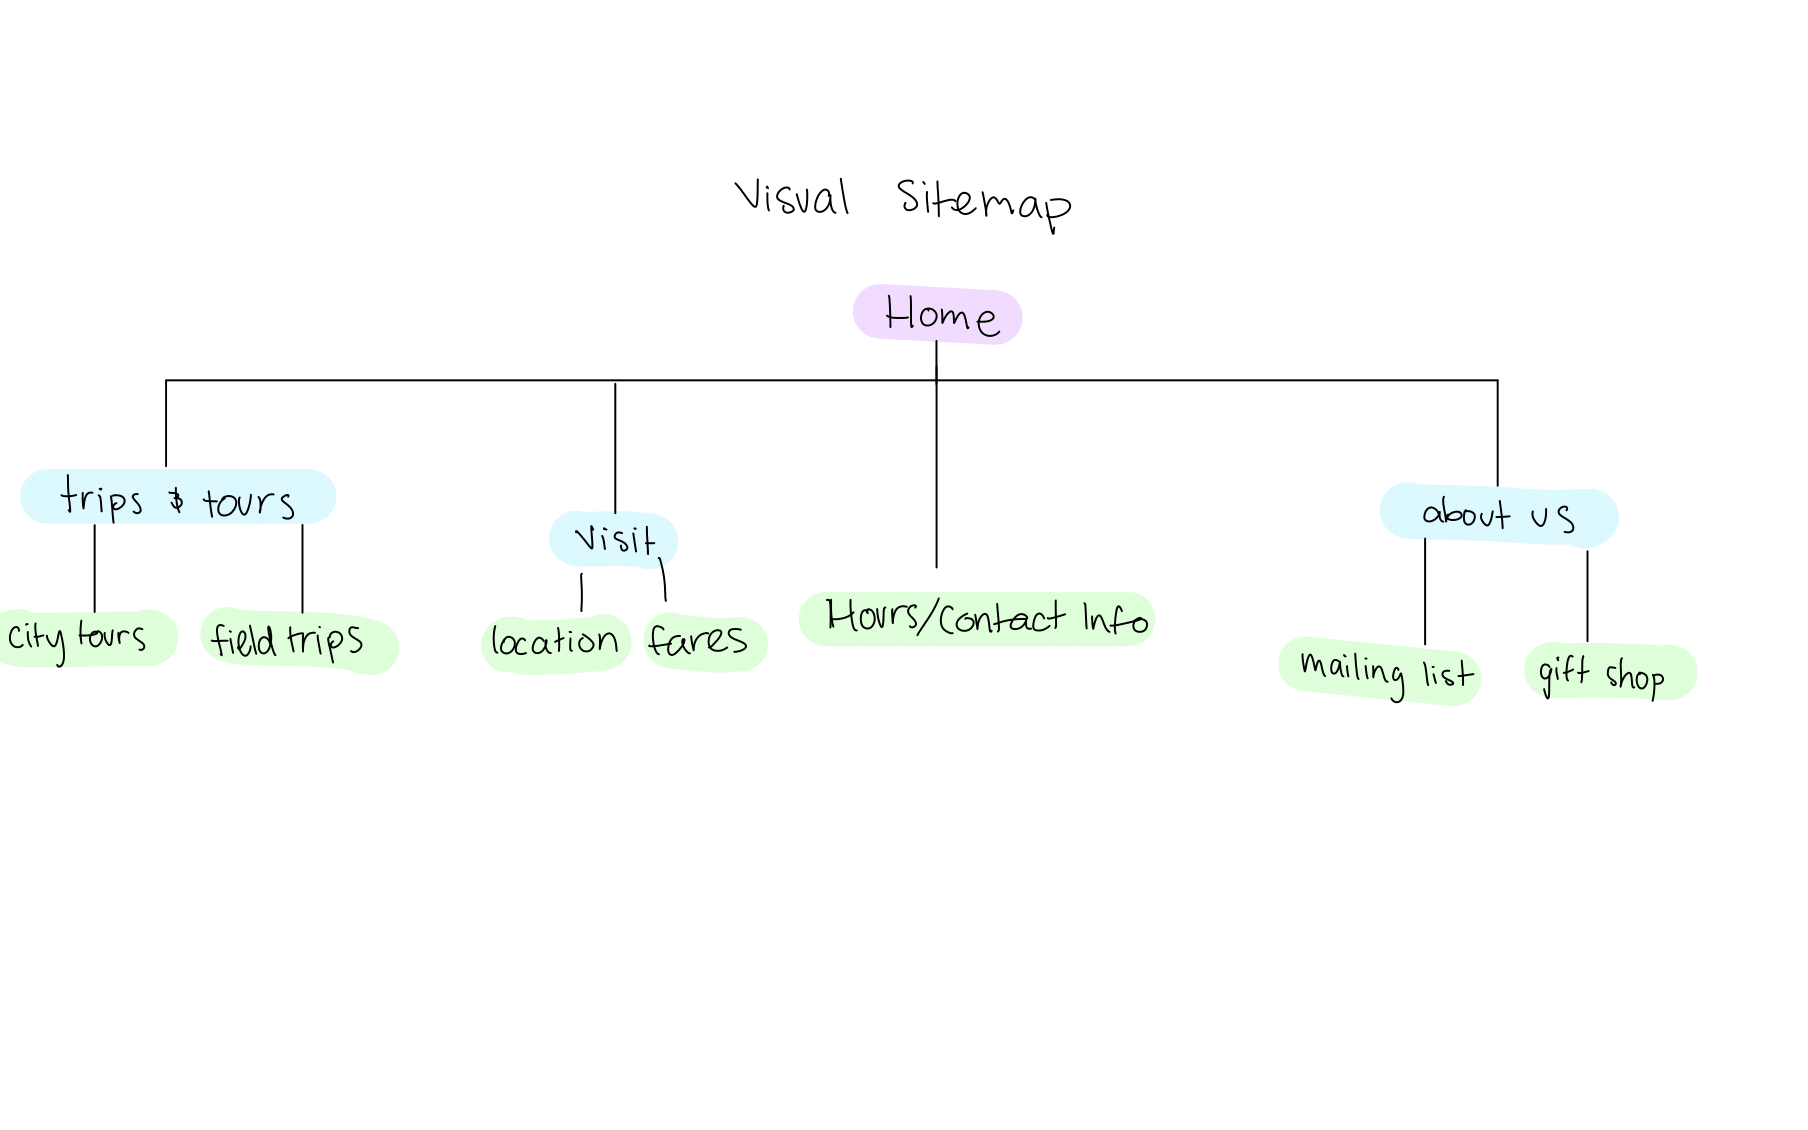 Visual Sitemap
Home
trips & tours
visit
about us
city tours
field trips
location
fares
Hours/Contact Info
mailing list
gift shop